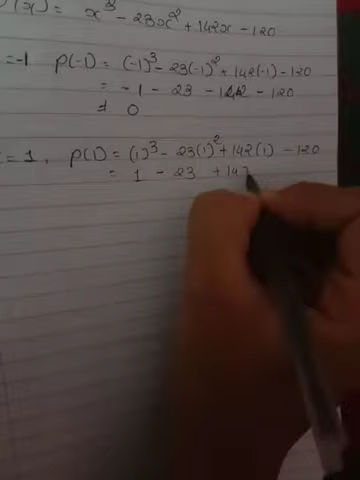 P(x) = x³ - 23x² + 142x - 120
= -1 P(-1) = (-1)³ - 23(-1)² + 142(-1) - 120
= -1 - 23 - 142 - 120
≠ 0
= 1, P(1) = (1)³ - 23(1)² + 142(1) - 120
= 1 - 23 + 142